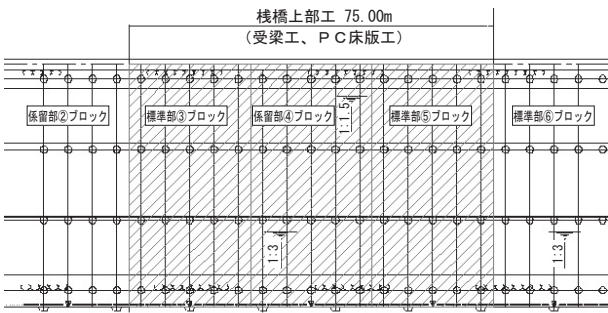 桟橋上部工 75.00m
(受梁工、ＰＣ床版工)
係留部②ブロック
標準部③ブロック
係留部④ブロック
1:1.5
標準部⑤ブロック
標準部⑥ブロック
1:3
1:3